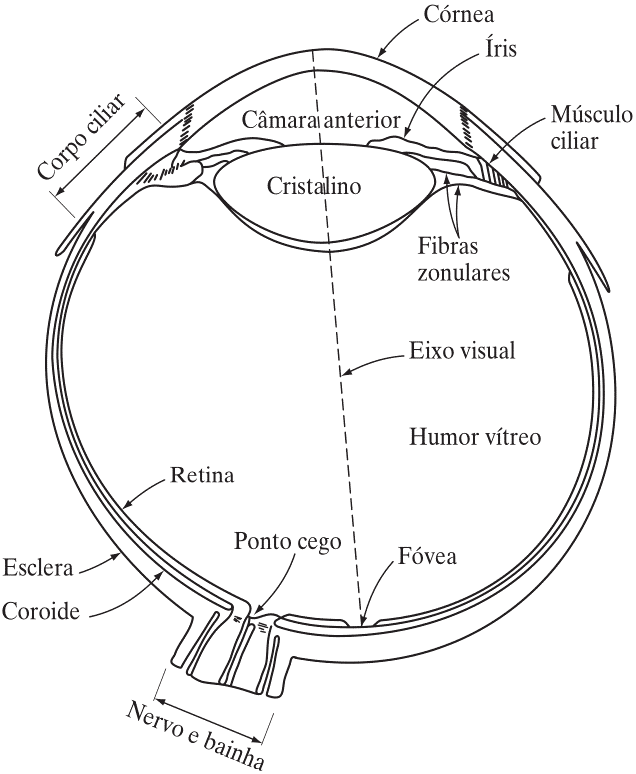 Córnea
Íris
Corpo ciliar
Câmara anterior
Músculo
ciliar
Cristalino
Fibras
zonulares
Eixo visual
Humor vítreo
Retina
Ponto cego
Fóvea
Esclera
Coroide
Nervo e bainha